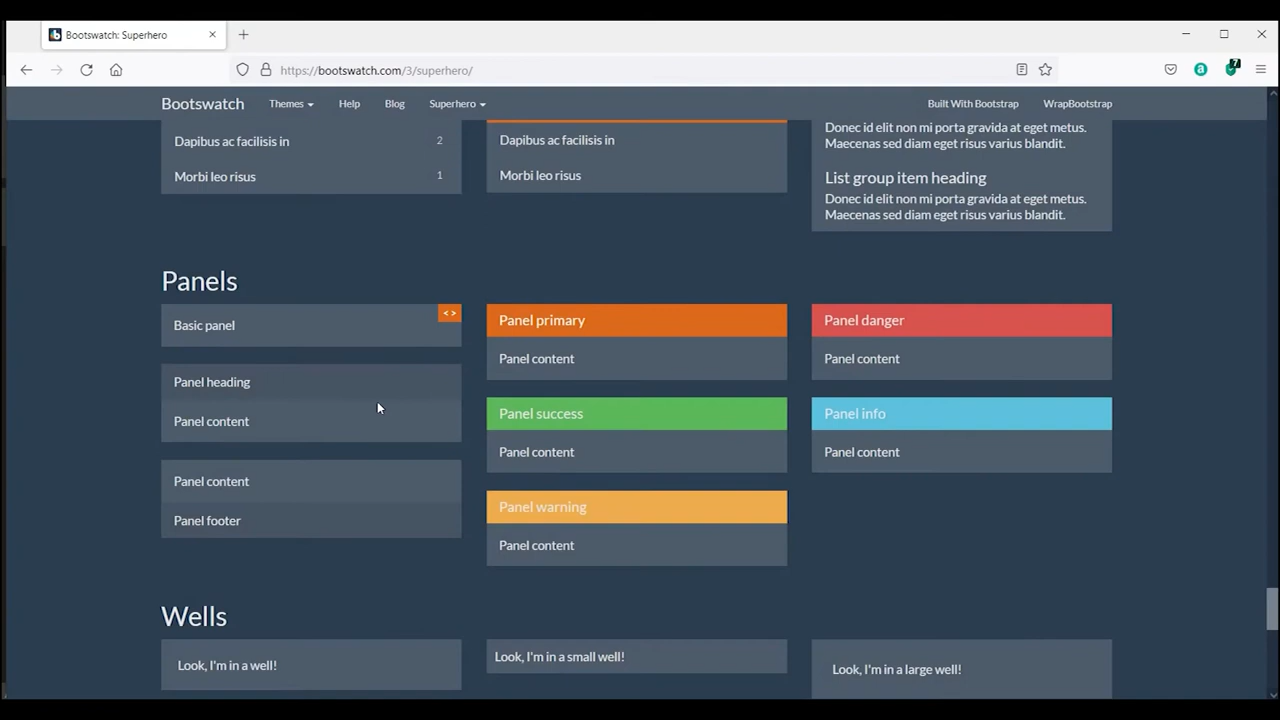 Bootswatch: Superhero
https://bootswatch.com/3/superhero/
7
Bootswatch Themes Help Blog Superhero Built With Bootstrap WrapBootstrap
Dapibus ac facilisis in 2
Morbi leo risus 1
Dapibus ac facilisis in
Morbi leo risus
Donec id elit non mi porta gravida at eget metus.
Maecenas sed diam eget risus varius blandit.
List group item heading
Donec id elit non mi porta gravida at eget metus.
Maecenas sed diam eget risus varius blandit.
Panels
Basic panel
< >
Panel heading
Panel content
Panel content
Panel footer
Panel primary
Panel content
Panel success
Panel content
Panel warning
Panel content
Panel danger
Panel content
Panel info
Panel content
Wells
Look, I'm in a well!
Look, I'm in a small well!
Look, I'm in a large well!